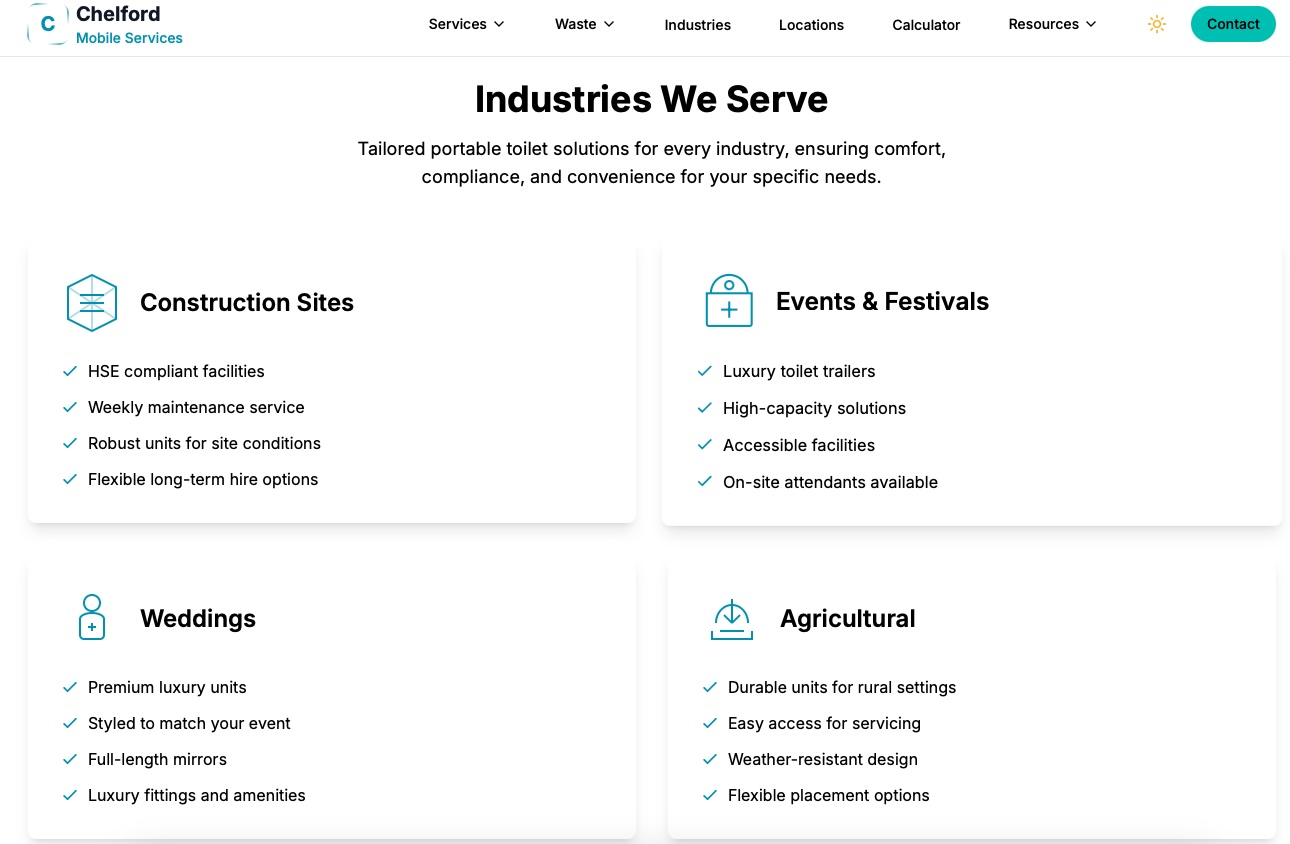 C
Chelford
Mobile Services
Services
Waste
Industries
Locations
Calculator
Resources
Contact
Industries We Serve
Tailored portable toilet solutions for every industry, ensuring comfort,
compliance, and convenience for your specific needs.
Construction Sites
HSE compliant facilities
Weekly maintenance service
Robust units for site conditions
Flexible long-term hire options
Events & Festivals
Luxury toilet trailers
High-capacity solutions
Accessible facilities
On-site attendants available
Weddings
Premium luxury units
Styled to match your event
Full-length mirrors
Luxury fittings and amenities
Agricultural
Durable units for rural settings
Easy access for servicing
Weather-resistant design
Flexible placement options